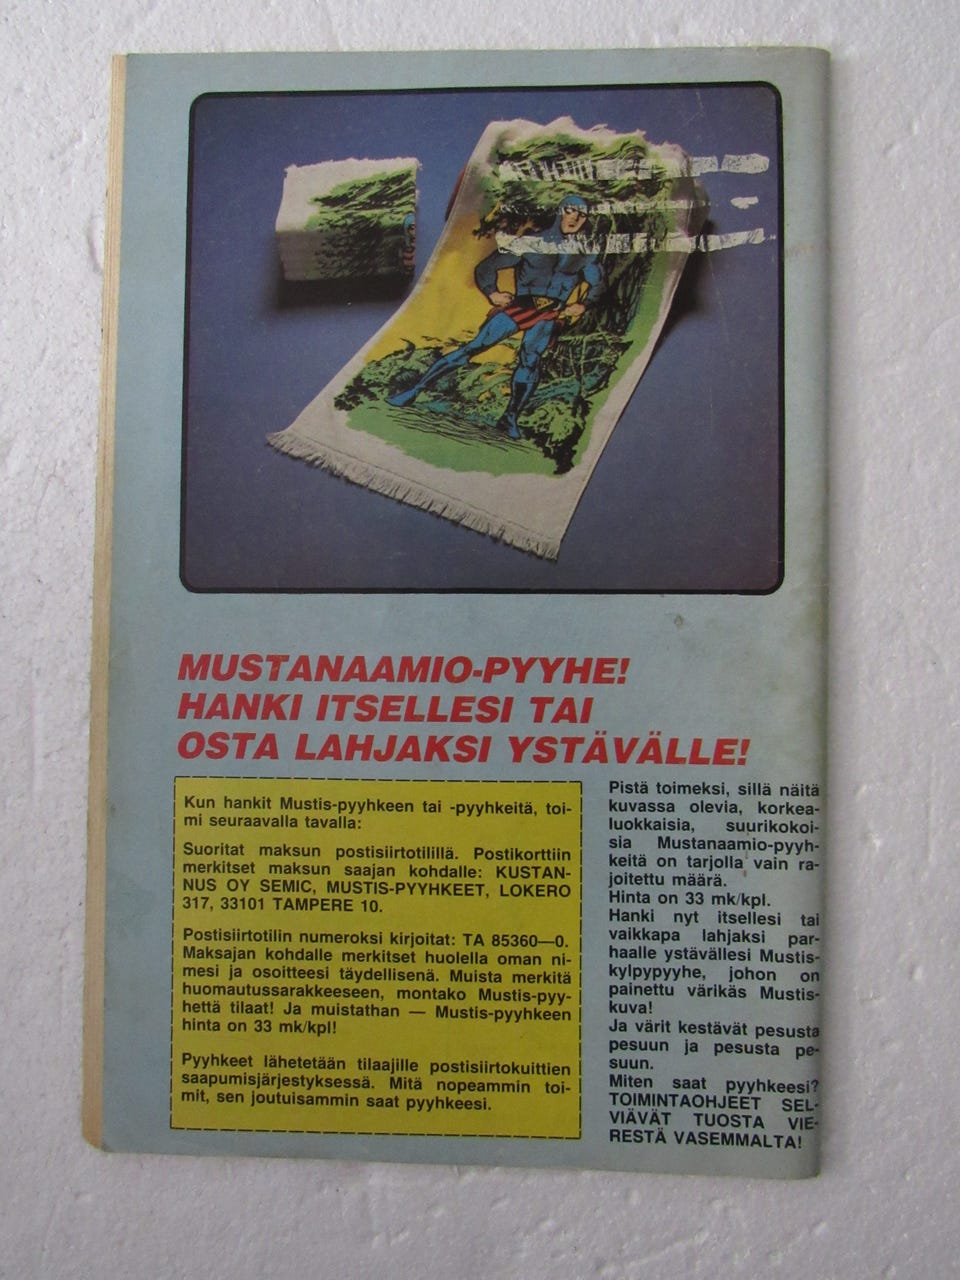 MUSTANAAMIO-PYYHE!
HANKI ITSELLESI TAI
OSTA LAHJAKSI YSTÄVÄLLE!
Kun hankit Mustis-pyyhkeen tai -pyyhkeitä, toi-
mi seuraavalla tavalla:
Suoritat maksun postisiirtotilillä. Postikorttiin
merkitset maksun saajan kohdalle: KUSTAN-
NUS OY SEMIC, MUSTIS-PYYHKEET, LOKERO
317, 33101 TAMPERE 10.
Postisiirtotilin numeroksi kirjoitat: TA 85360—0.
Maksajan kohdalle merkitset huolella oman ni-
mesi ja osoitteesi täydellisenä. Muista merkitä
huomautussarakkeeseen, montako Mustis-pyy-
hettä tilaat! Ja muistathan — Mustis-pyyhkeen
hinta on 33 mk/kpl!
Pyyhkeet lähetetään tilaajille postisiirtokuittien
saapumisjärjestyksessä. Mitä nopeammin toi-
mit, sen joutuisammin saat pyyhkeesi.
Pistä toimeksi, sillä näitä
kuvassa olevia, korkea-
luokkaisia, suurikokoi-
sia Mustanaamio-pyyh-
keitä on tarjolla vain ra-
joitettu määrä.
Hinta on 33 mk/kpl.
Hanki nyt itsellesi tai
vaikkapa lahjaksi par-
haalle ystävällesi Mustis-
kylpypyyhe, johon on
painettu värikäs Mustis-
kuva!
Ja värit kestävät pesusta
pesuun ja pesusta pe-
suun.
Miten saat pyyhkeesi?
TOIMINTAOHJEET SEL-
VIÄVÄT TUOSTA VIE-
RESTÄ VASEMMALTA!